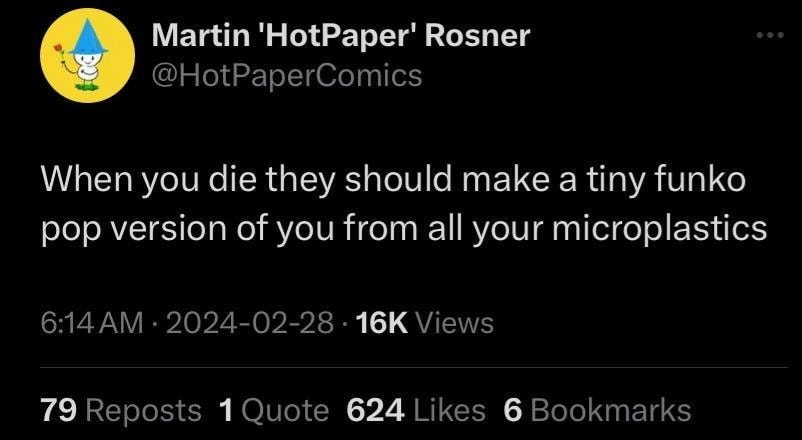 Martin 'HotPaper' Rosner
@HotPaperComics
When you die they should make a tiny funko
pop version of you from all your microplastics
6:14 AM · 2024-02-28 · 16K Views
79 Reposts 1 Quote 624 Likes 6 Bookmarks